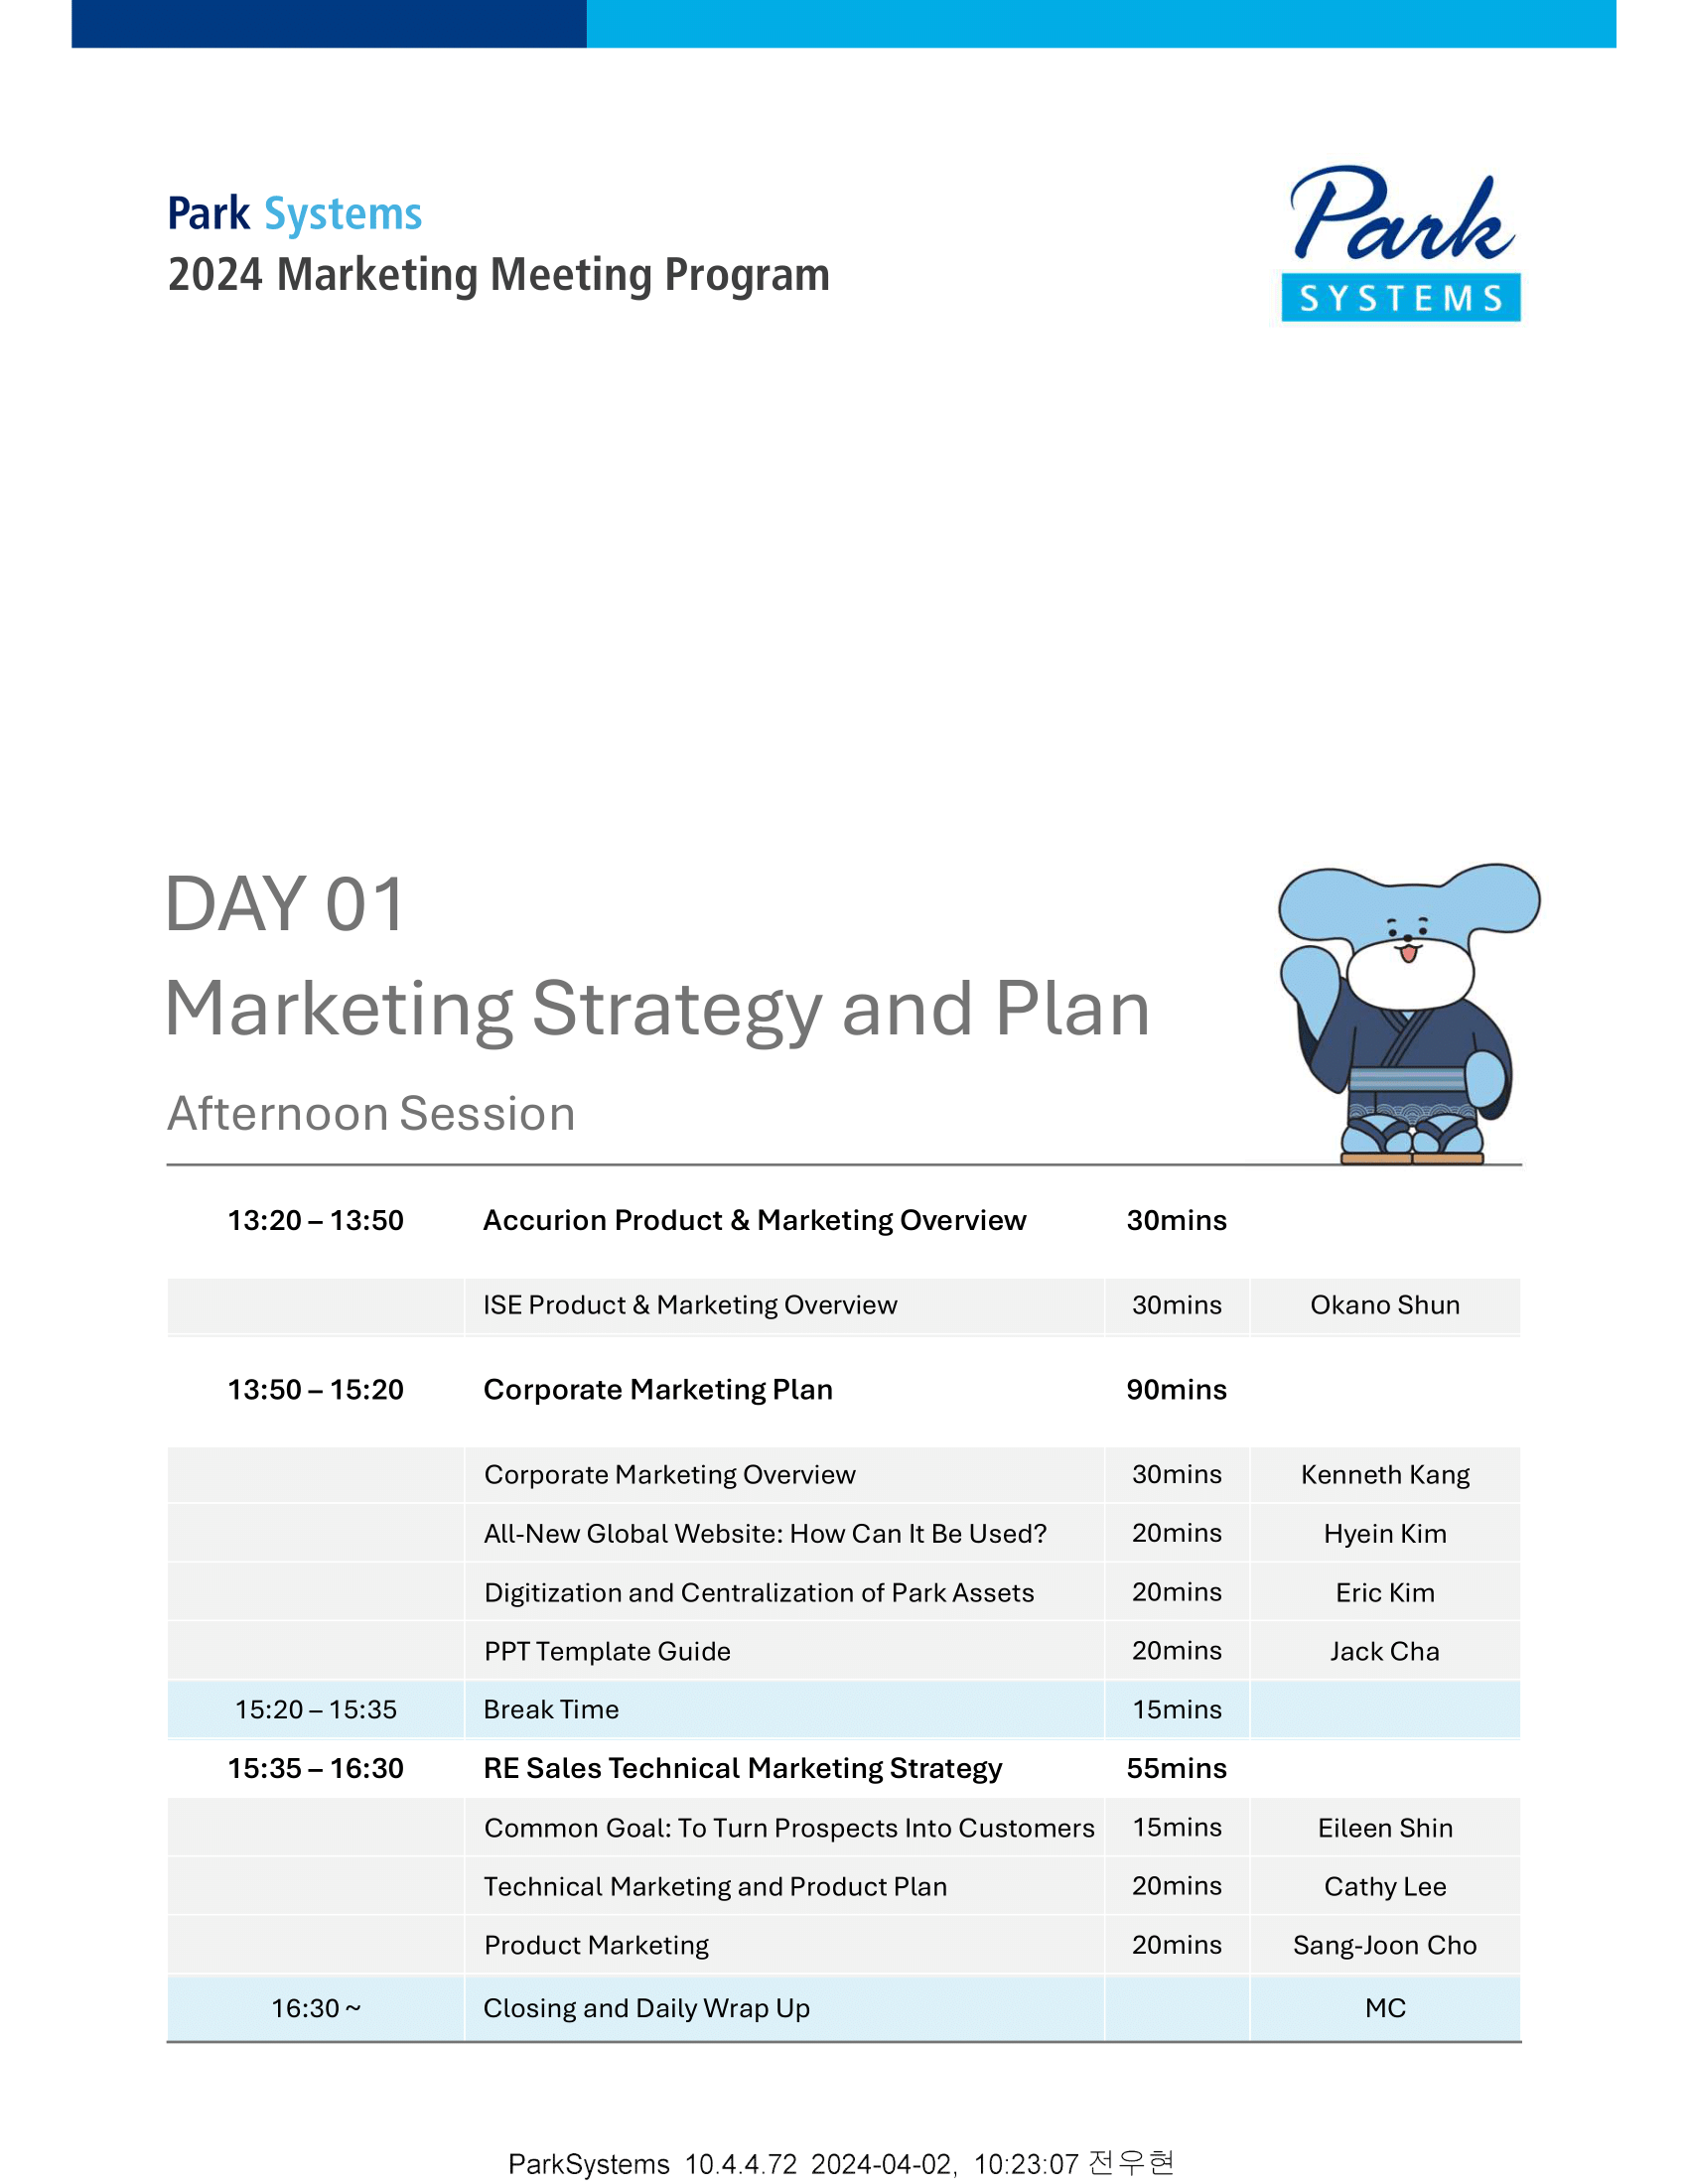 Park Systems
2024 Marketing Meeting Program
Park
SYSTEMS
DAY 01
Marketing Strategy and Plan
Afternoon Session
13:20 – 13:50 Accurion Product & Marketing Overview 30mins
ISE Product & Marketing Overview 30mins Okano Shun
13:50 – 15:20 Corporate Marketing Plan 90mins
Corporate Marketing Overview 30mins Kenneth Kang
All-New Global Website: How Can It Be Used? 20mins Hyein Kim
Digitization and Centralization of Park Assets 20mins Eric Kim
PPT Template Guide 20mins Jack Cha
15:20 – 15:35 Break Time 15mins
15:35 – 16:30 RE Sales Technical Marketing Strategy 55mins
Common Goal: To Turn Prospects Into Customers 15mins Eileen Shin
Technical Marketing and Product Plan 20mins Cathy Lee
Product Marketing 20mins Sang-Joon Cho
16:30 ~ Closing and Daily Wrap Up MC
ParkSystems 10.4.4.72 2024-04-02, 10:23:07 전우현